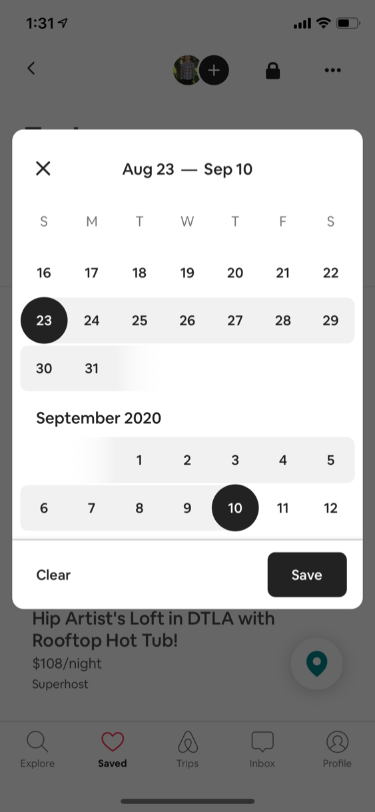 1:31
Aug 23 — Sep 10
S M T W T F S
16 17 18 19 20 21 22
23 24 25 26 27 28 29
30 31
September 2020
1 2 3 4 5
6 7 8 9 10 11 12
Clear Save
Hip Artist's Loft in DTLA with
Rooftop Hot Tub!
$108/night
Superhost
Explore Saved Trips Inbox Profile